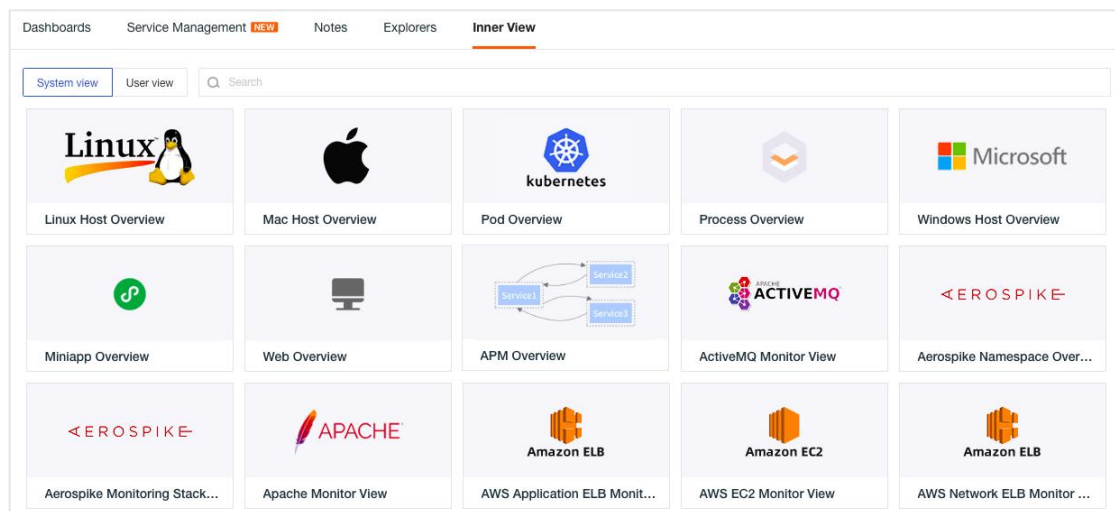 Dashboards Service Management NEW Notes Explorers Inner View
System view User view Search
Linux
kubernetes
Microsoft
Linux Host Overview Mac Host Overview Pod Overview Process Overview Windows Host Overview
Service1 Service2 Service3
APACHE
ACTIVEMQ
AEROSPIKE
Miniapp Overview Web Overview APM Overview ActiveMQ Monitor View Aerospike Namespace Over...
AEROSPIKE
APACHE
Amazon ELB
Amazon EC2
Amazon ELB
Aerospike Monitoring Stack... Apache Monitor View AWS Application ELB Monit... AWS EC2 Monitor View AWS Network ELB Monitor ...